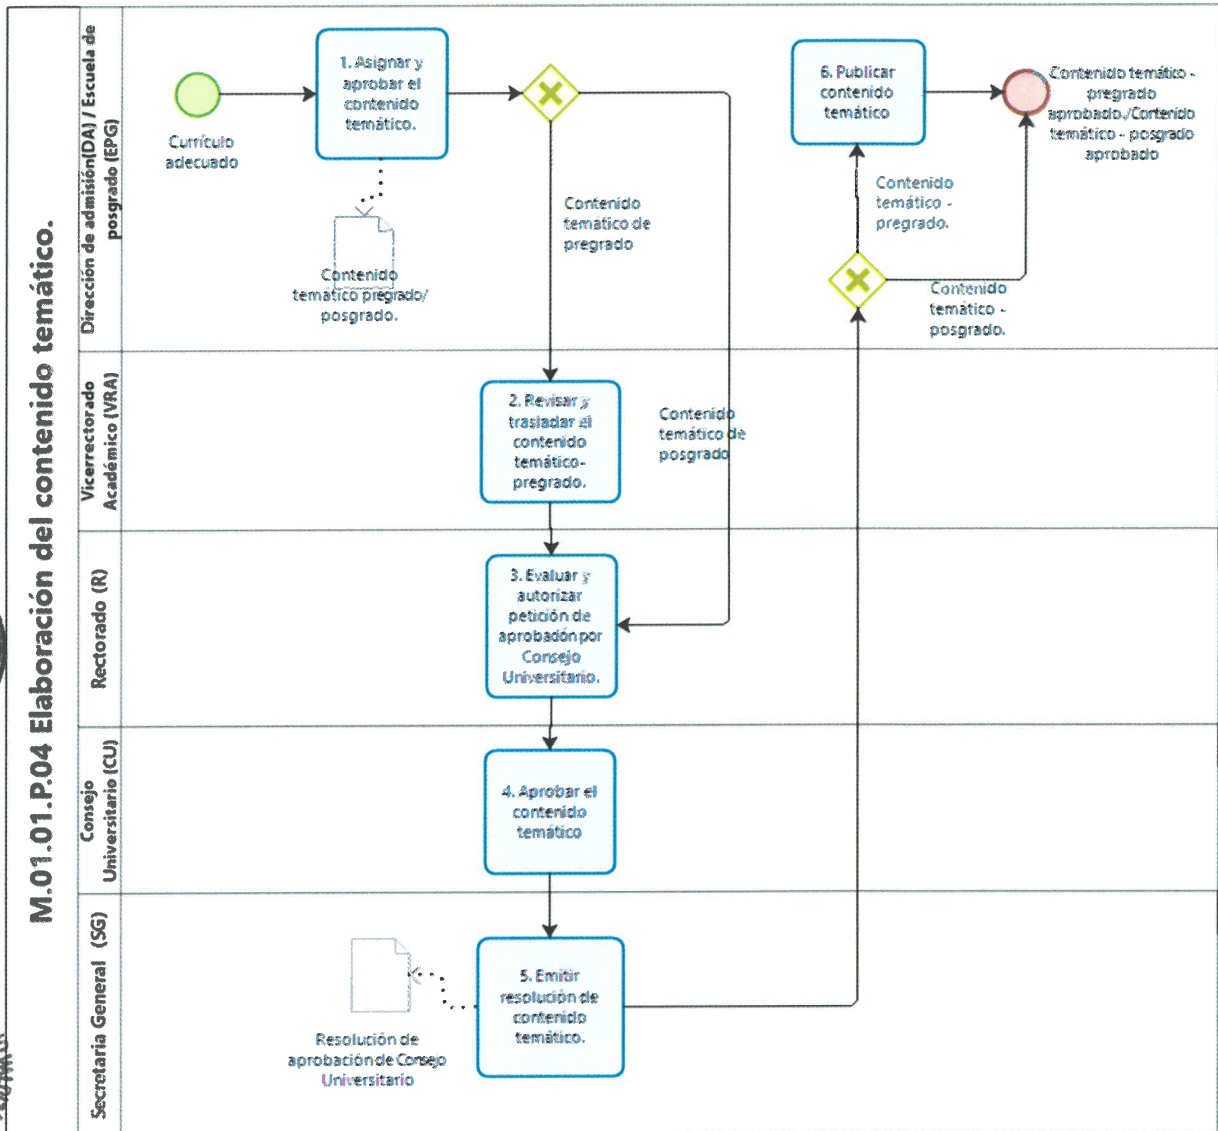 M.01.01.P.04 Elaboración del contenido temático.
Dirección de admisión(DA) / Escuela de
posgrado (EPG)
Currículo
adecuado
1. Asignar y
aprobar el
contenido
temático.
Contenido
temático pregrado/
posgrado.
Contenido
temático de
pregrado
6. Publicar
contenido
temático
Contenido temático -
pregrado
aprobado./Contenido
temático - posgrado
aprobado
Contenido
temático -
pregrado.
Contenido
temático -
posgrado.
Vicerrectorado
Académico (VRA)
2. Revisar y
trasladar el
contenido
temático-
pregrado.
Contenido
temático de
posgrado
Rectorado (R)
3. Evaluar y
autorizar
petición de
aprobación por
Consejo
Universitario.
Consejo
Universitario (CU)
4. Aprobar el
contenido
temático
Secretaria General (SG)
5. Emitir
resolución de
contenido
temático.
Resolución de
aprobación de Consejo
Universitario